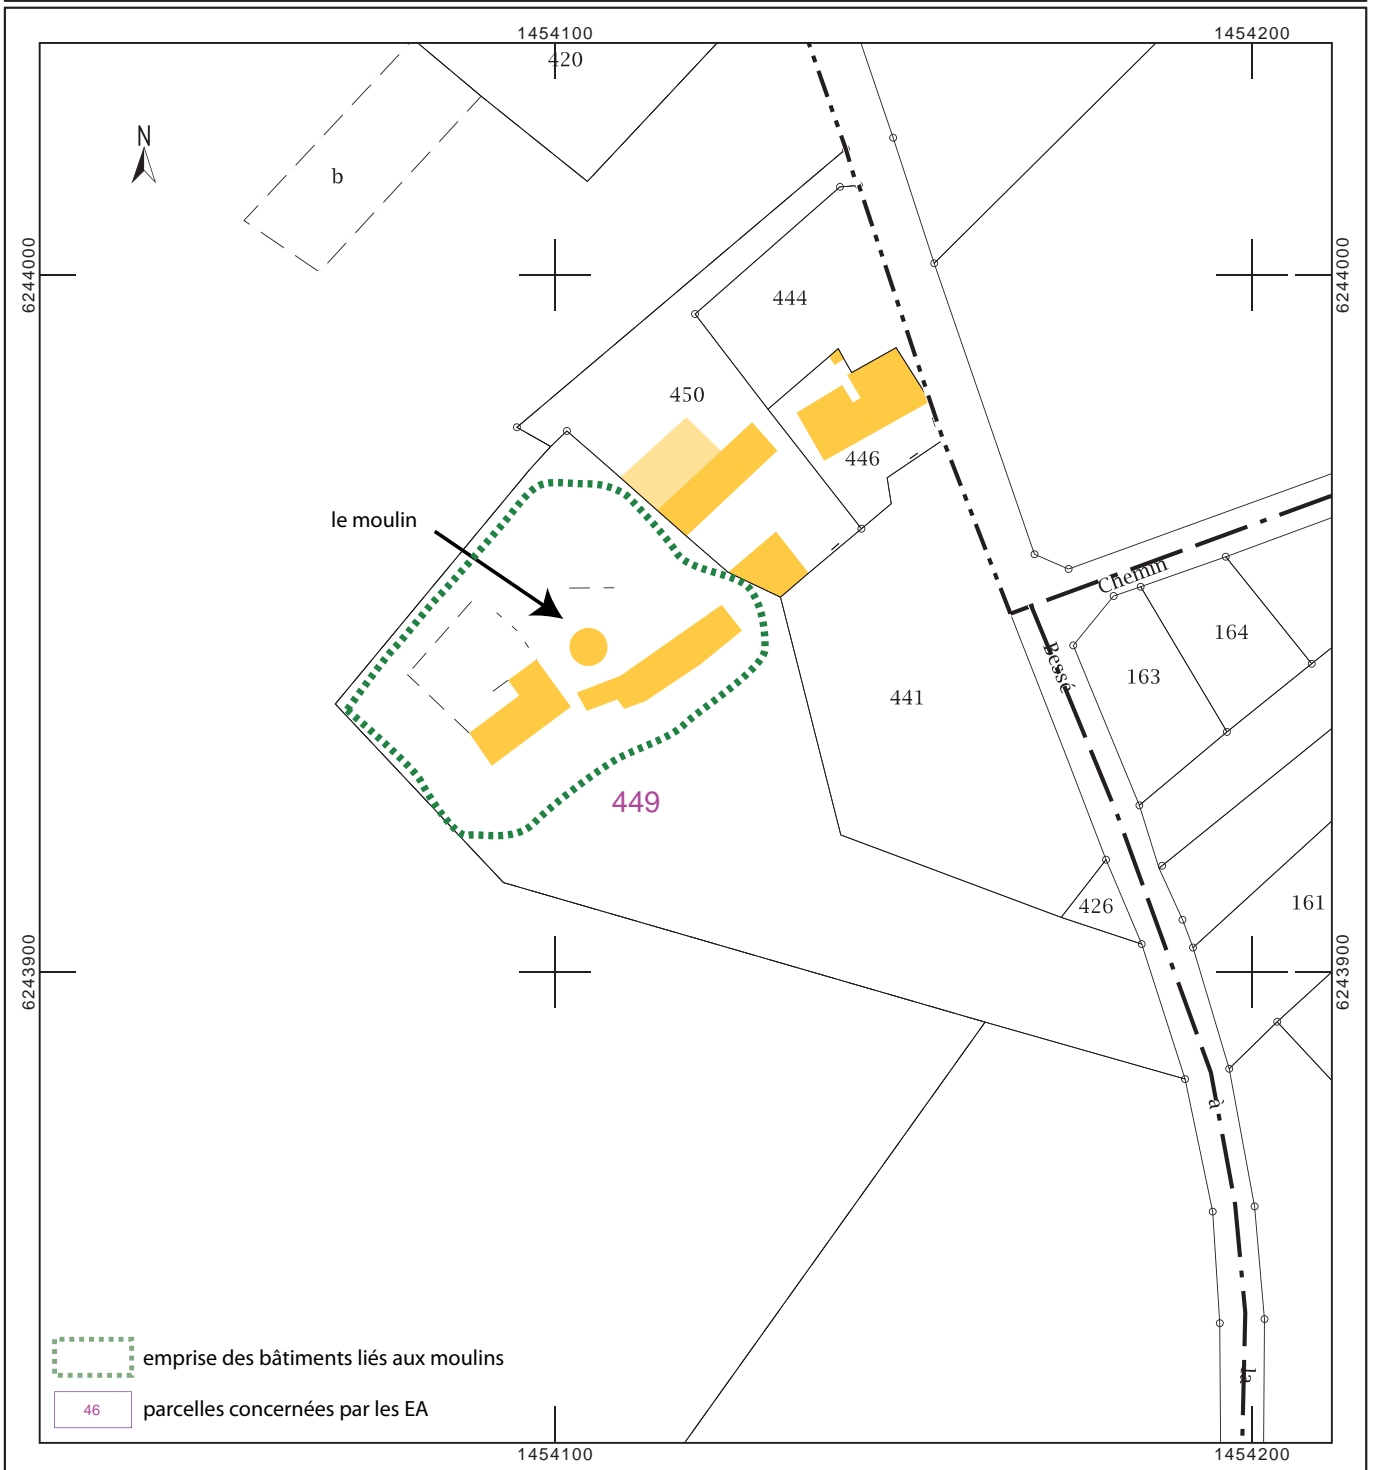 1454100
1454200
420
N
b
6244000
6244000
444
450
446
le moulin
Chemin
164
Bessé
163
441
449
426
161
6243900
6243900
à
la
emprise des bâtiments liés aux moulins
46
parcelles concernées par les EA
1454100
1454200